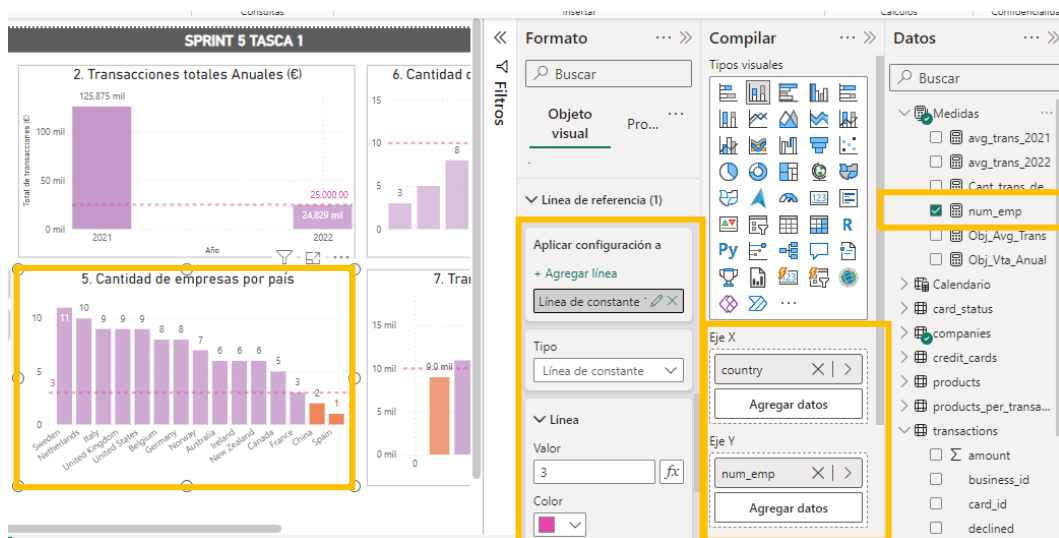 Consultas
Insertar
Cálculos
Confidencialidad
SPRINT 5 TASCA 1
2. Transacciones totales Anuales (€)
125,875 mil
100 mil
50 mil
0 mil
Total de transacciones (€)
25.000,00
24,829 mil
2021
2022
Año
6. Cantidad d
15
10
5
3
5
8
5. Cantidad de empresas por país
10
5
0
3
11
10
9
9
9
8
8
7
6
6
6
5
3
2
1
Sweden
Netherlands
Italy
United Kingdom
United States
Belgium
Germany
Norway
Australia
Ireland
New Zealand
Canada
France
China
Spain
7. Trar
15 mil
10 mil
5 mil
0 mil
9,0 mil
0
Filtros
Formato
Buscar
Objeto
visual
Pro...
Línea de referencia (1)
Aplicar configuración a
+ Agregar línea
Línea de constante
Tipo
Línea de constante
Línea
Valor
3
fx
Color
Compilar
Tipos visuales
123
R
Py
...
Eje X
country
Agregar datos
Eje Y
num_emp
Agregar datos
Datos
Buscar
Medidas
avg_trans_2021
avg_trans_2022
Cant_trans_de
num_emp
Obj_Avg_Trans
Obj_Vta_Anual
Calendario
card_status
companies
credit_cards
products
products_per_transa...
transactions
∑ amount
business_id
card_id
declined